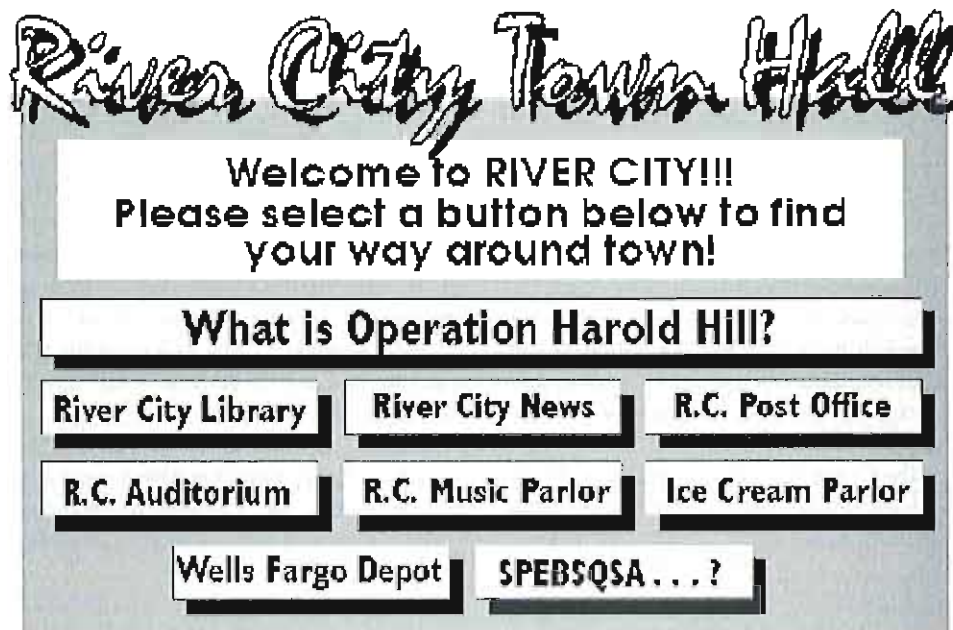 River City Town Hall
Welcome to RIVER CITY!!!
Please select a button below to find
your way around town!
What is Operation Harold Hill?
River City Library
River City News
R.C. Post Office
R.C. Auditorium
R.C. Music Parlor
Ice Cream Parlor
Wells Fargo Depot
SPEBSQSA . . . ?